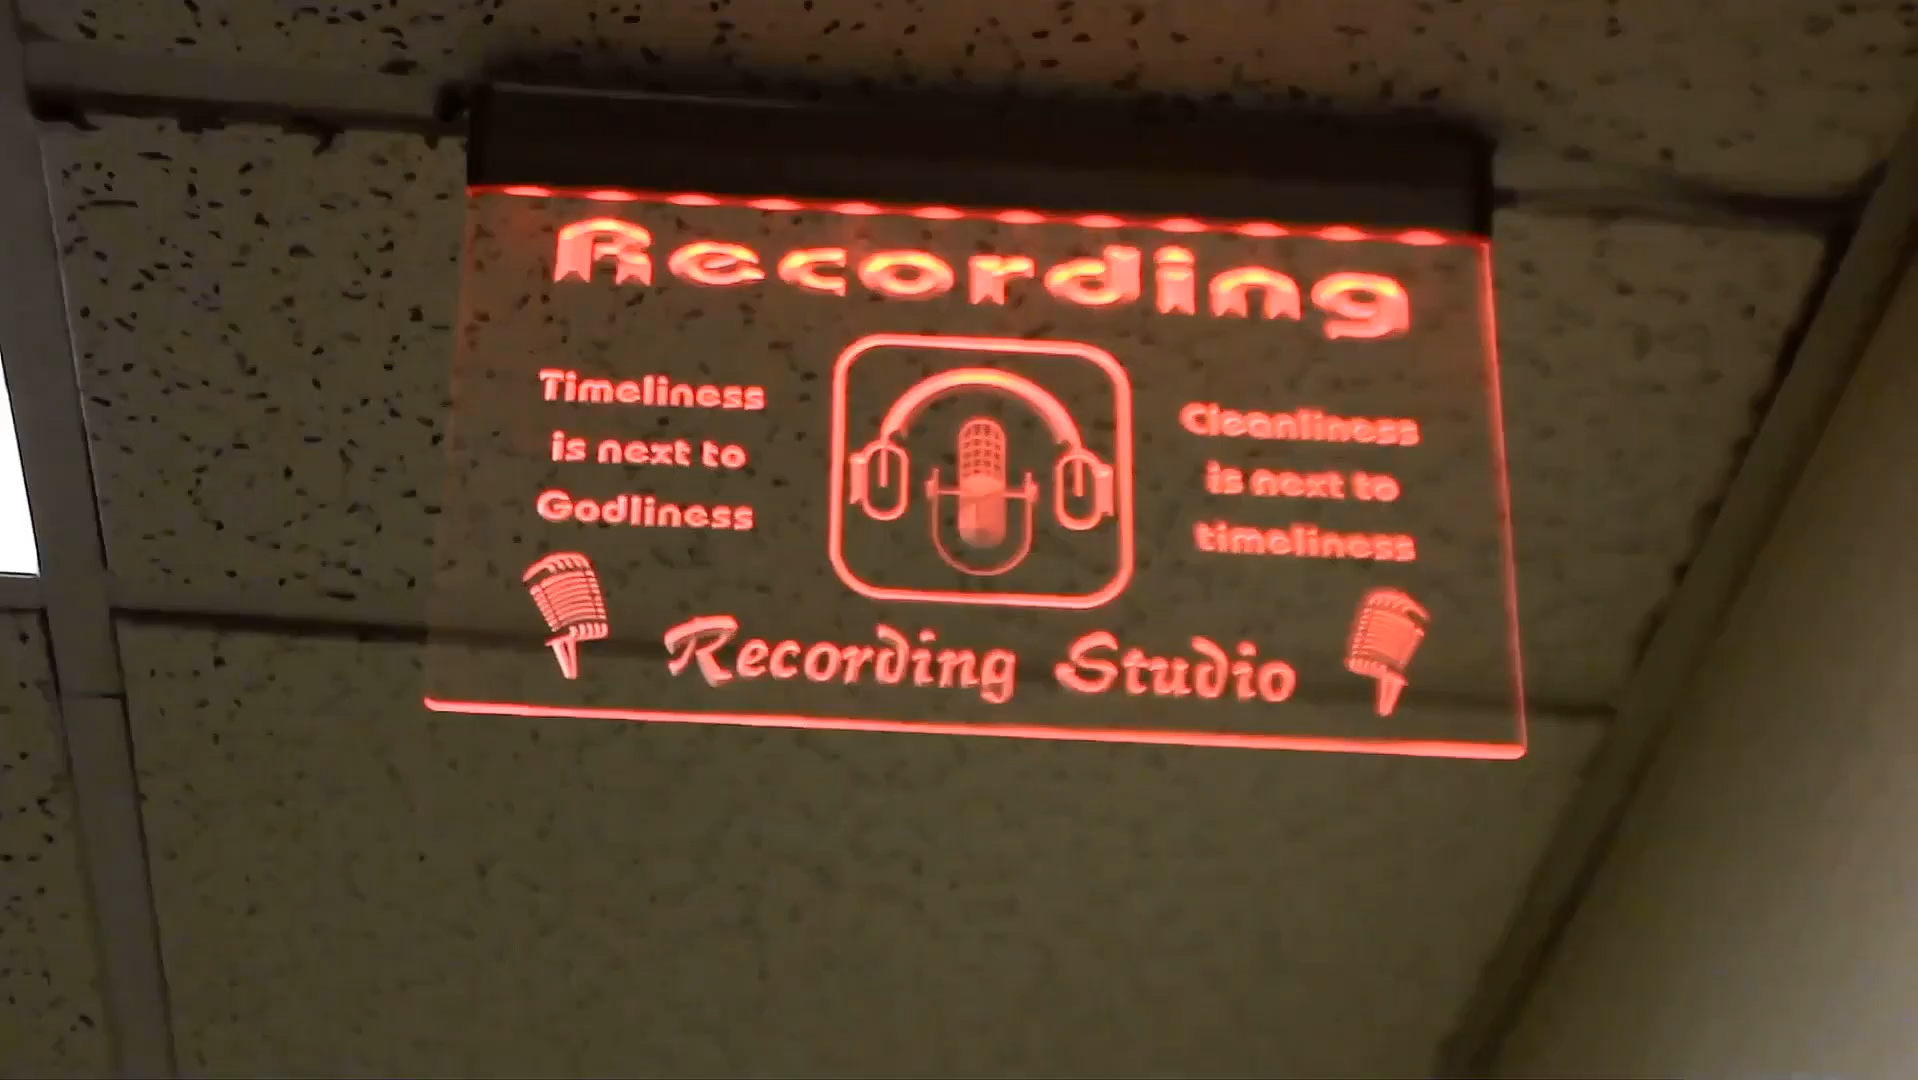 Recording
Timeliness
is next to
Godliness
Cleanliness
is next to
timeliness
Recording Studio